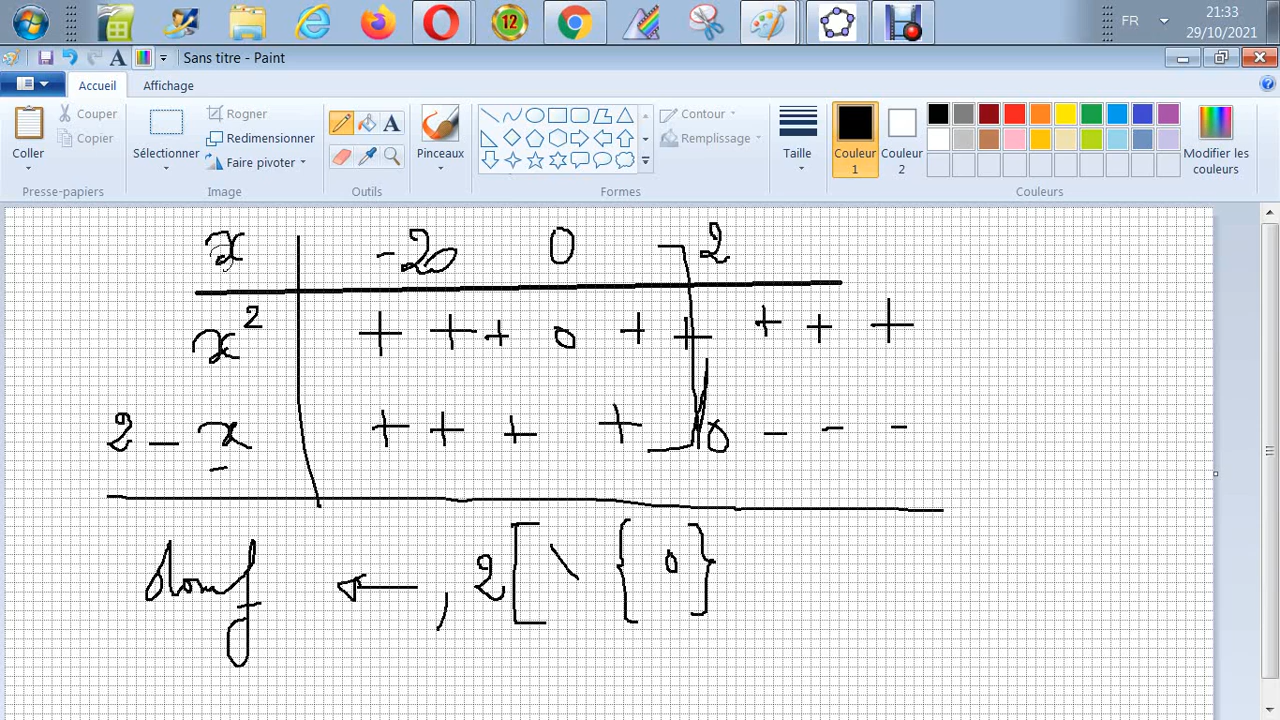 12
FR
21:33
29/10/2021
Sans titre - Paint
Accueil
Affichage
Coller
Couper
Copier
Presse-papiers
Sélectionner
Rogner
Redimensionner
Faire pivoter
Image
Outils
Pinceaux
Contour
Remplissage
Formes
Taille
Couleur 1
Couleur 2
Modifier les couleurs
Couleurs
x -∞ 0 2
x² + + + 0 + + + + +
2 - x + + + + 0 - - -
Domf ← , 2[ \ { 0 }